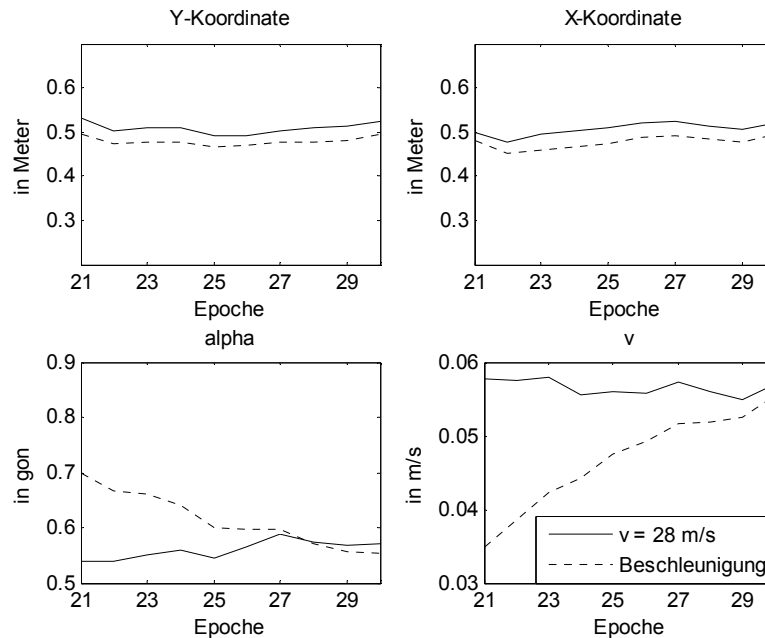 Y-Koordinate
in Meter
0.6
0.5
0.4
0.3
21 23 25 27 29
Epoche
X-Koordinate
in Meter
0.6
0.5
0.4
0.3
21 23 25 27 29
Epoche
alpha
in gon
0.9
0.8
0.7
0.6
0.5
21 23 25 27 29
Epoche
v
in m/s
0.06
0.05
0.04
0.03
21 23 25 27 29
Epoche
v = 28 m/s
Beschleunigung